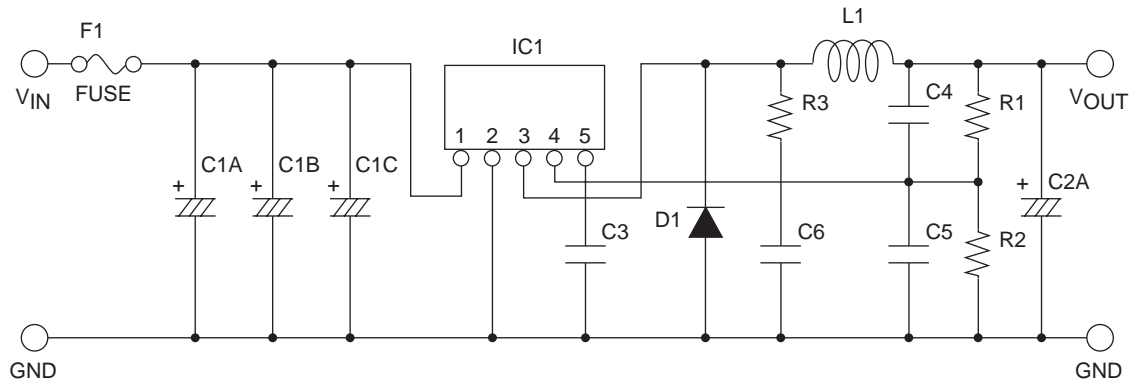 F1
L1
IC1
VIN
FUSE
C4
R1
VOUT
R3
1 2 3 4 5
C1A
C1B
C1C
C2A
D1
C3
C6
C5
R2
GND
GND